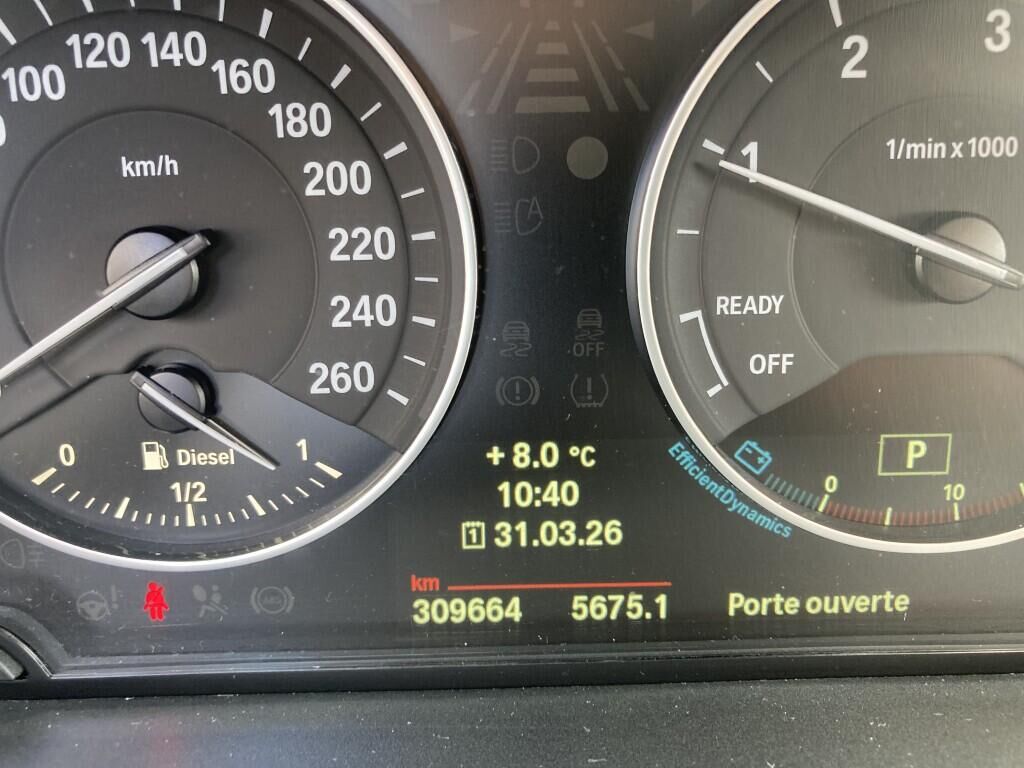 100 120 140 160 180 200 220 240 260
km/h
0 Diesel 1
1/2
A
OFF
+ 8.0 °C
10:40
1 31.03.26
km
309664 5675.1
1 2 3
1/min x 1000
READY
OFF
EfficientDynamics
P
0 10
Porte ouverte